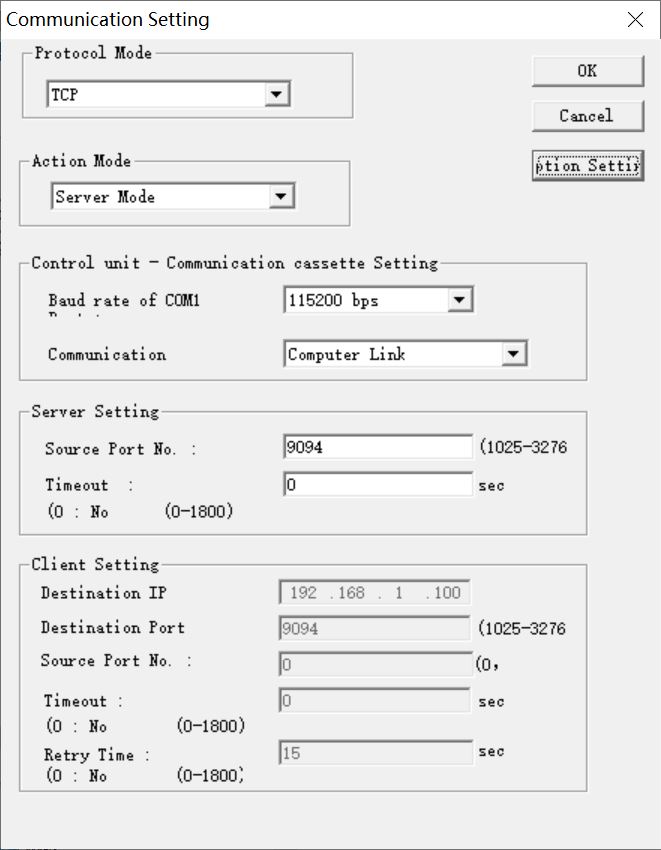 Communication Setting
Protocol Mode
TCP
OK
Cancel
ption Settin
Action Mode
Server Mode
Control unit - Communication cassette Setting
Baud rate of COM1
115200 bps
Communication
Computer Link
Server Setting
Source Port No. :
9094
(1025-3276
Timeout :
0
sec
(0 : No (0-1800)
Client Setting
Destination IP
192 .168 . 1 .100
Destination Port
9094
(1025-3276
Source Port No. :
0
(0,
Timeout :
0
sec
(0 : No (0-1800)
Retry Time :
15
sec
(0 : No (0-1800)